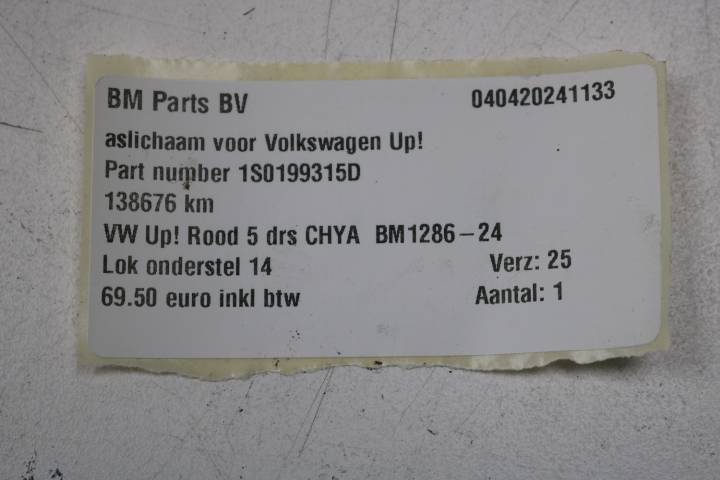 BM Parts BV 040420241133
aslichaam voor Volkswagen Up!
Part number 1S0199315D
138676 km
VW Up! Rood 5 drs CHYA BM1286-24
Lok onderstel 14 Verz: 25
69.50 euro inkl btw Aantal: 1